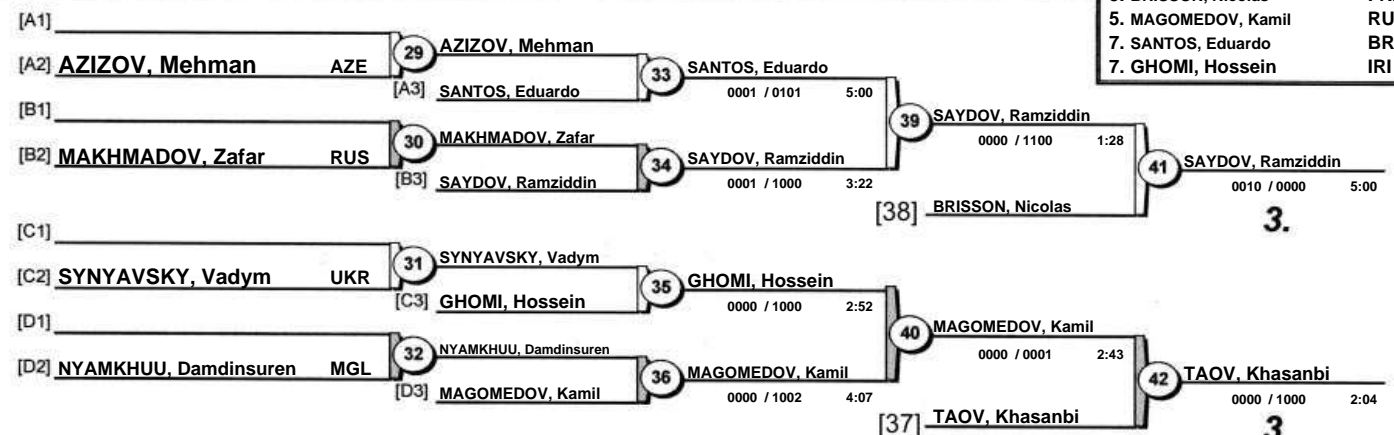 5. MAGOMEDOV, Kamil RU
7. SANTOS, Eduardo BR
7. GHOMI, Hossein IRI
[A1]
[A2] AZIZOV, Mehman AZE
29
AZIZOV, Mehman
[A3] SANTOS, Eduardo
33
SANTOS, Eduardo
0001 / 0101 5:00
[B1]
[B2] MAKHMADOV, Zafar RUS
30
MAKHMADOV, Zafar
[B3] SAYDOV, Ramziddin
34
SAYDOV, Ramziddin
0001 / 1000 3:22
39
SAYDOV, Ramziddin
0000 / 1100 1:28
[38] BRISSON, Nicolas
41
SAYDOV, Ramziddin
0010 / 0000 5:00
3.
[C1]
[C2] SYNYAVSKY, Vadym UKR
31
SYNYAVSKY, Vadym
[C3] GHOMI, Hossein
35
GHOMI, Hossein
0000 / 1000 2:52
[D1]
[D2] NYAMKHUU, Damdinsuren MGL
32
NYAMKHUU, Damdinsuren
[D3] MAGOMEDOV, Kamil
36
MAGOMEDOV, Kamil
0000 / 1002 4:07
40
MAGOMEDOV, Kamil
0000 / 0001 2:43
[37] TAOV, Khasanbi
42
TAOV, Khasanbi
0000 / 1000 2:04
3